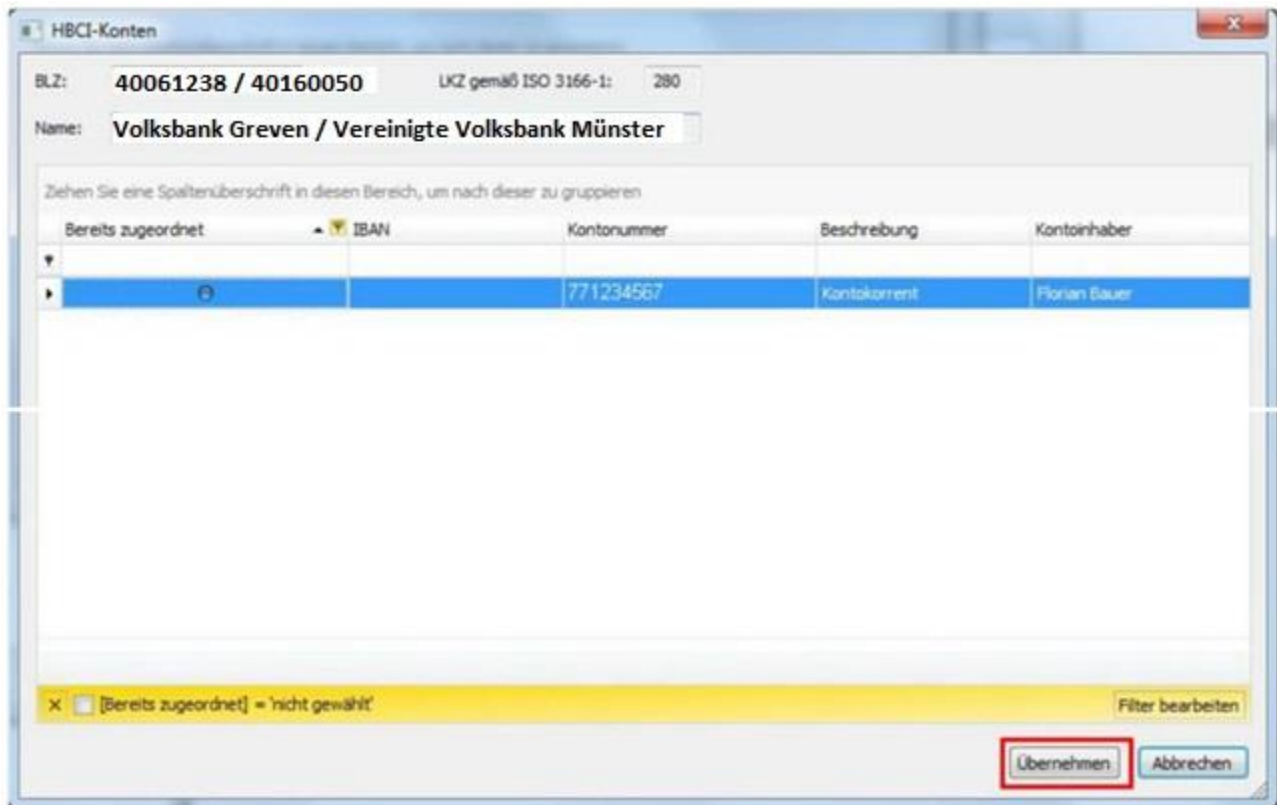 HBCI-Konten
BLZ: 40061238 / 40160050 LKZ gemäß ISO 3166-1: 280
Name: Volksbank Greven / Vereinigte Volksbank Münster
Ziehen Sie eine Spaltenüberschrift in diesen Bereich, um nach dieser zu gruppieren
Bereits zugeordnet IBAN Kontonummer Beschreibung Kontoinhaber
771234567 Kontokorrent Florian Bauer
[Bereits zugeordnet] = 'nicht gewählt' Filter bearbeiten
Übernehmen Abbrechen